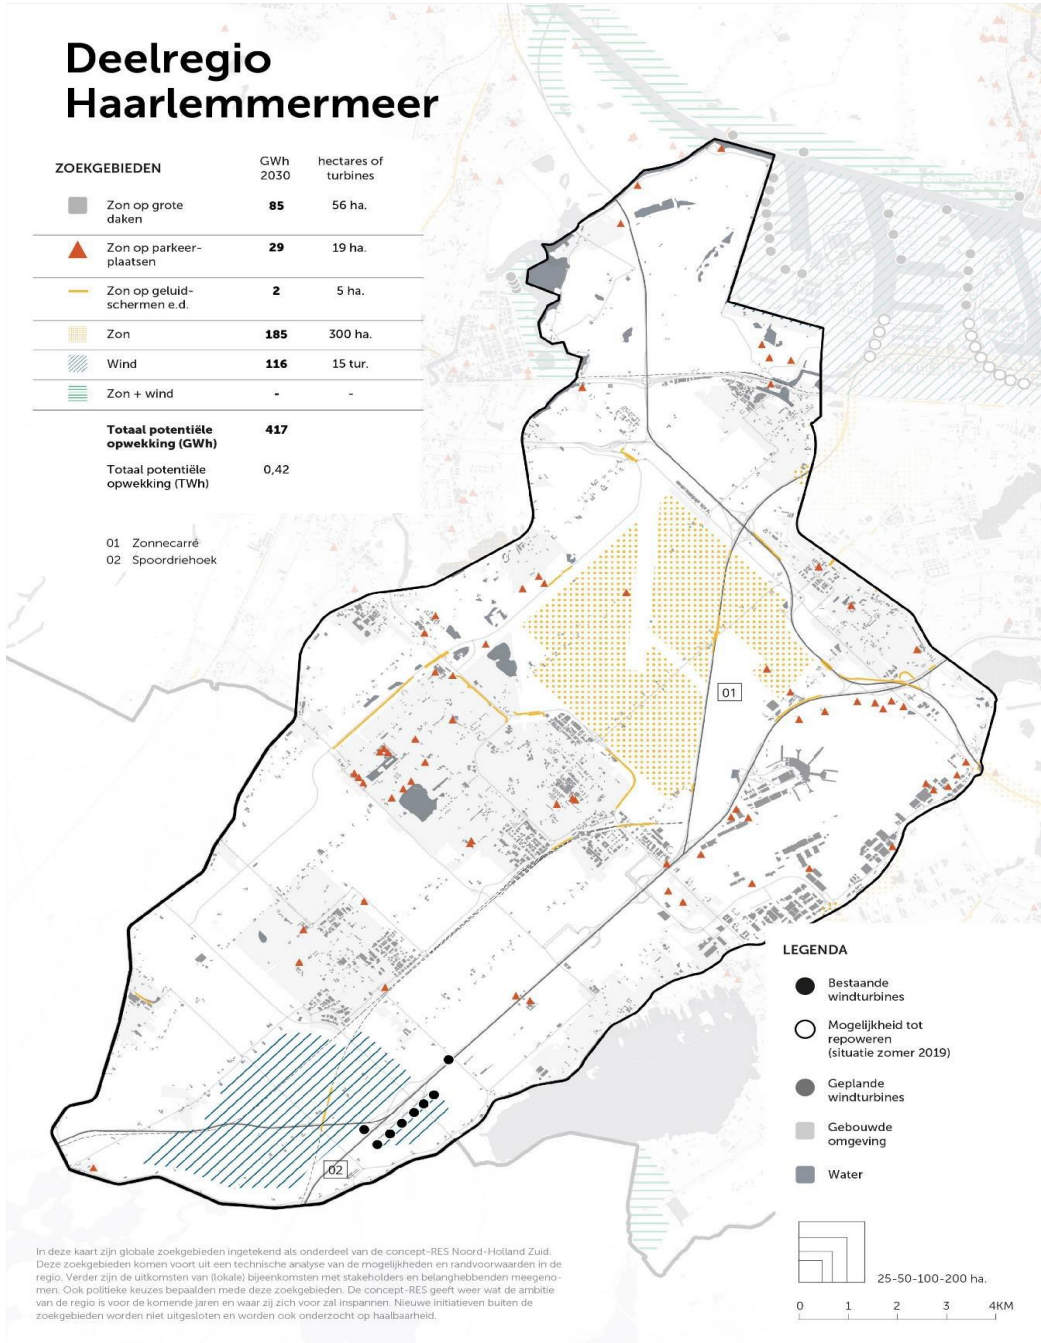 Deelregio
Haarlemmermeer
ZOEKGEBIEDEN
GWh
2030
hectares of
turbines
Zon op grote
daken
85
56 ha.
Zon op parkeer-
plaatsen
29
19 ha.
Zon op geluid-
schermen e.d.
2
5 ha.
Zon
185
300 ha.
Wind
116
15 tur.
Zon + wind
-
-
Totaal potentiële
opwekking (GWh)
417
Totaal potentiële
opwekking (TWh)
0,42
01 Zonnecarré
02 Spoordriehoek
01
02
LEGENDA
Bestaande
windturbines
Mogelijkheid tot
repoweren
(situatie zomer 2019)
Geplande
windturbines
Gebouwde
omgeving
Water
25-50-100-200 ha.
0 1 2 3 4KM
In deze kaart zijn globale zoekgebieden ingetekend als onderdeel van de concept-RES Noord-Holland Zuid.
Deze zoekgebieden komen voort uit een technische analyse van de mogelijkheden en randvoorwaarden in de
regio. Verder zijn de uitkomsten van (lokale) bijeenkomsten met stakeholders en belanghebbenden meegeno-
men. Ook politieke keuzes bepaalden mede deze zoekgebieden. De concept-RES geeft weer wat de ambitie
van de regio is voor de komende jaren en waar zij zich voor zal inspannen. Nieuwe initiatieven buiten de
zoekgebieden worden niet uitgesloten en worden ook onderzocht op haalbaarheid.